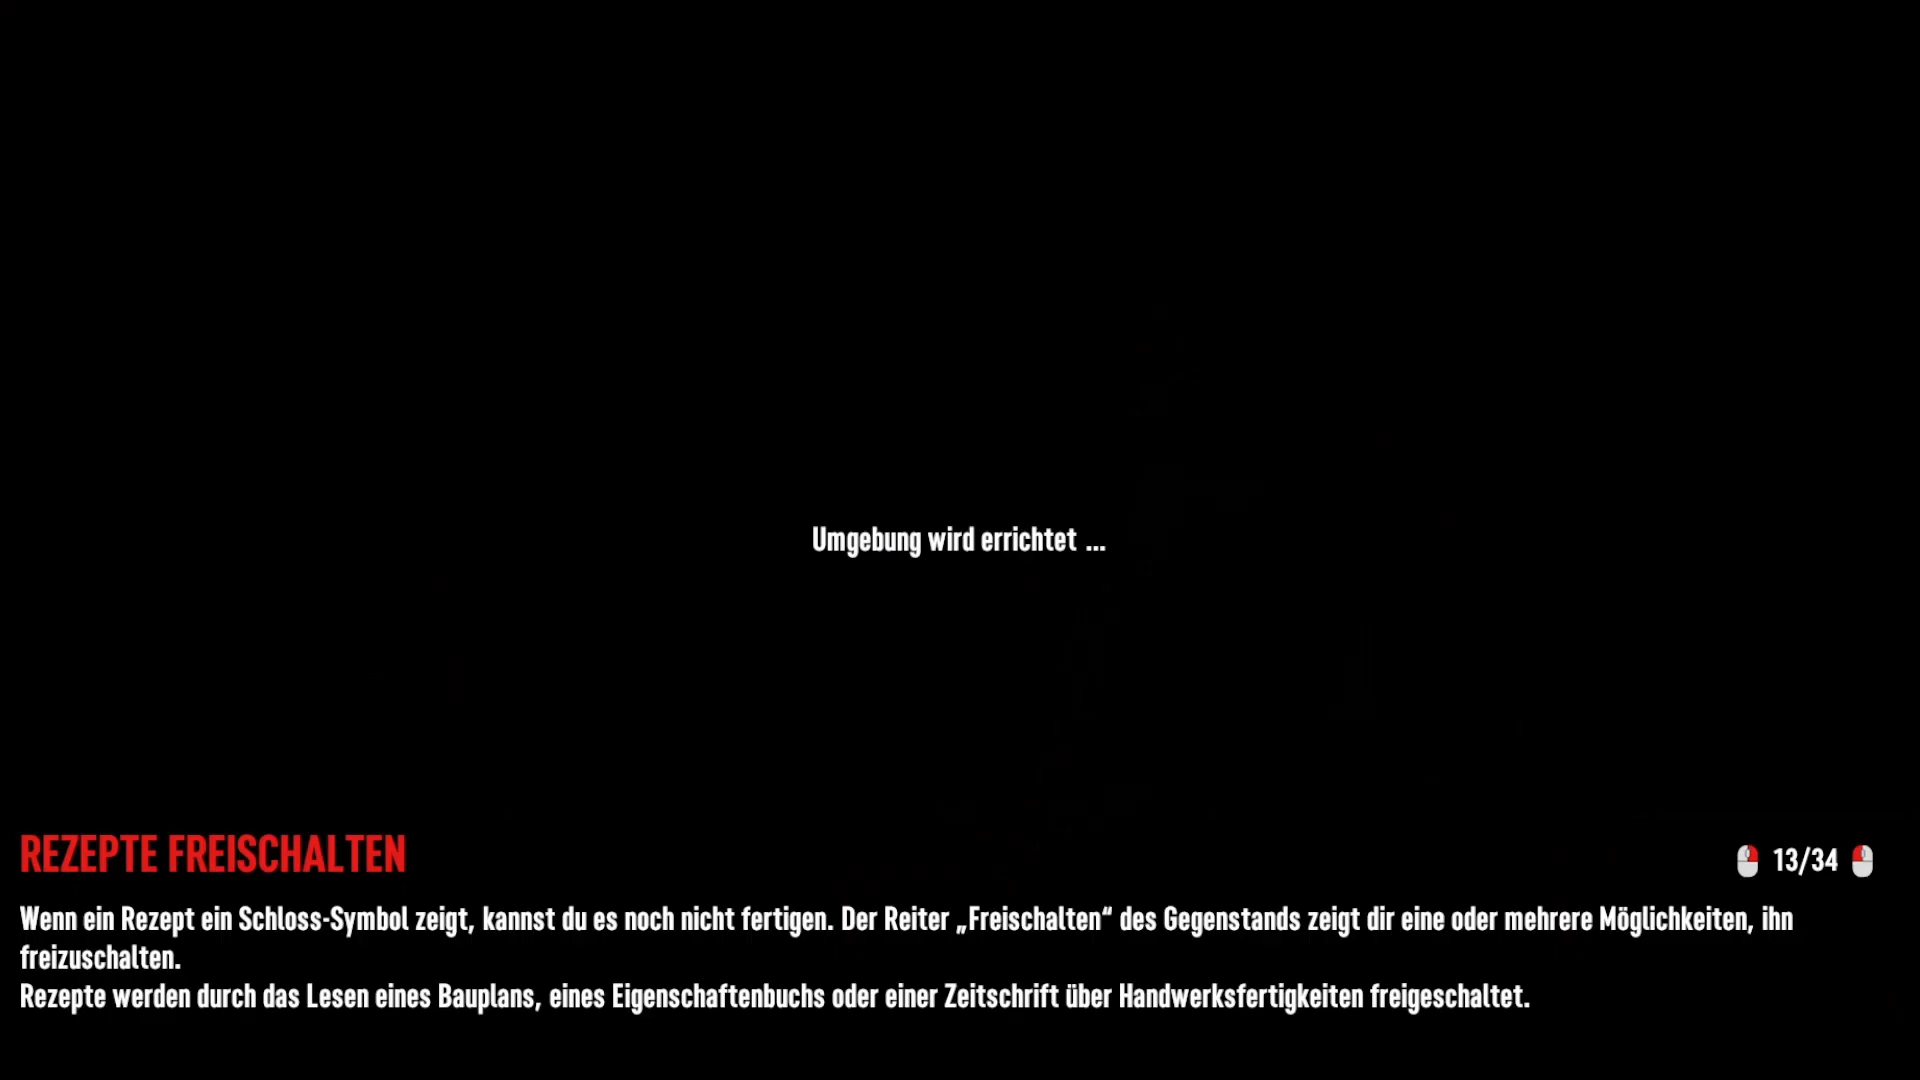 Umgebung wird errichtet ...
REZEPTE FREISCHALTEN
13/34
Wenn ein Rezept ein Schloss-Symbol zeigt, kannst du es noch nicht fertigen. Der Reiter „Freischalten“ des Gegenstands zeigt dir eine oder mehrere Möglichkeiten, ihn
freizuschalten.
Rezepte werden durch das Lesen eines Bauplans, eines Eigenschaftenbuchs oder einer Zeitschrift über Handwerksfertigkeiten freigeschaltet.